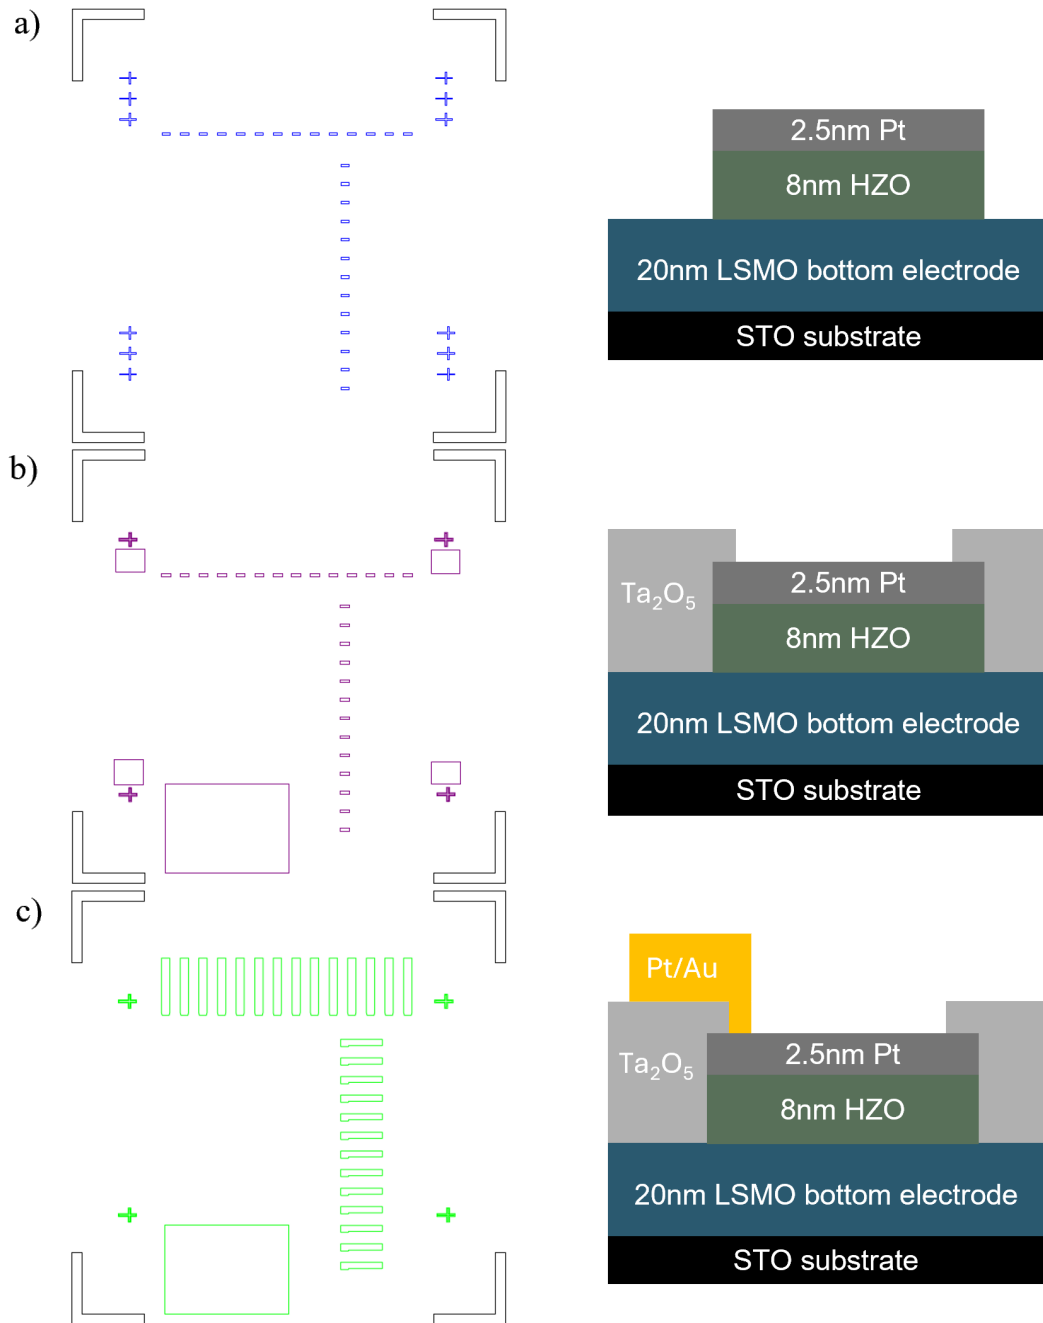 a)
2.5nm Pt
8nm HZO
20nm LSMO bottom electrode
STO substrate
b)
Ta₂O₅
2.5nm Pt
8nm HZO
20nm LSMO bottom electrode
STO substrate
c)
Pt/Au
Ta₂O₅
2.5nm Pt
8nm HZO
20nm LSMO bottom electrode
STO substrate